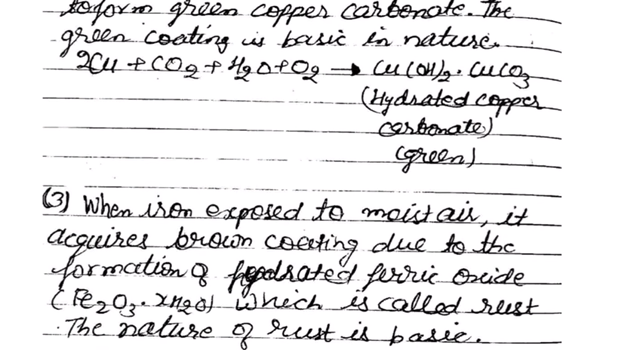 to form green copper carbonate. The
green coating is basic in nature.
2Cu + CO2 + H2O + O2 → Cu(OH)2 · CuCO3
(Hydrated copper
carbonate)
(green)
(3) When iron exposed to moist air, it
acquires brown coating due to the
formation of hydrated ferric oxide
(Fe2O3 · xH2O) which is called rust
. The nature of rust is basic.